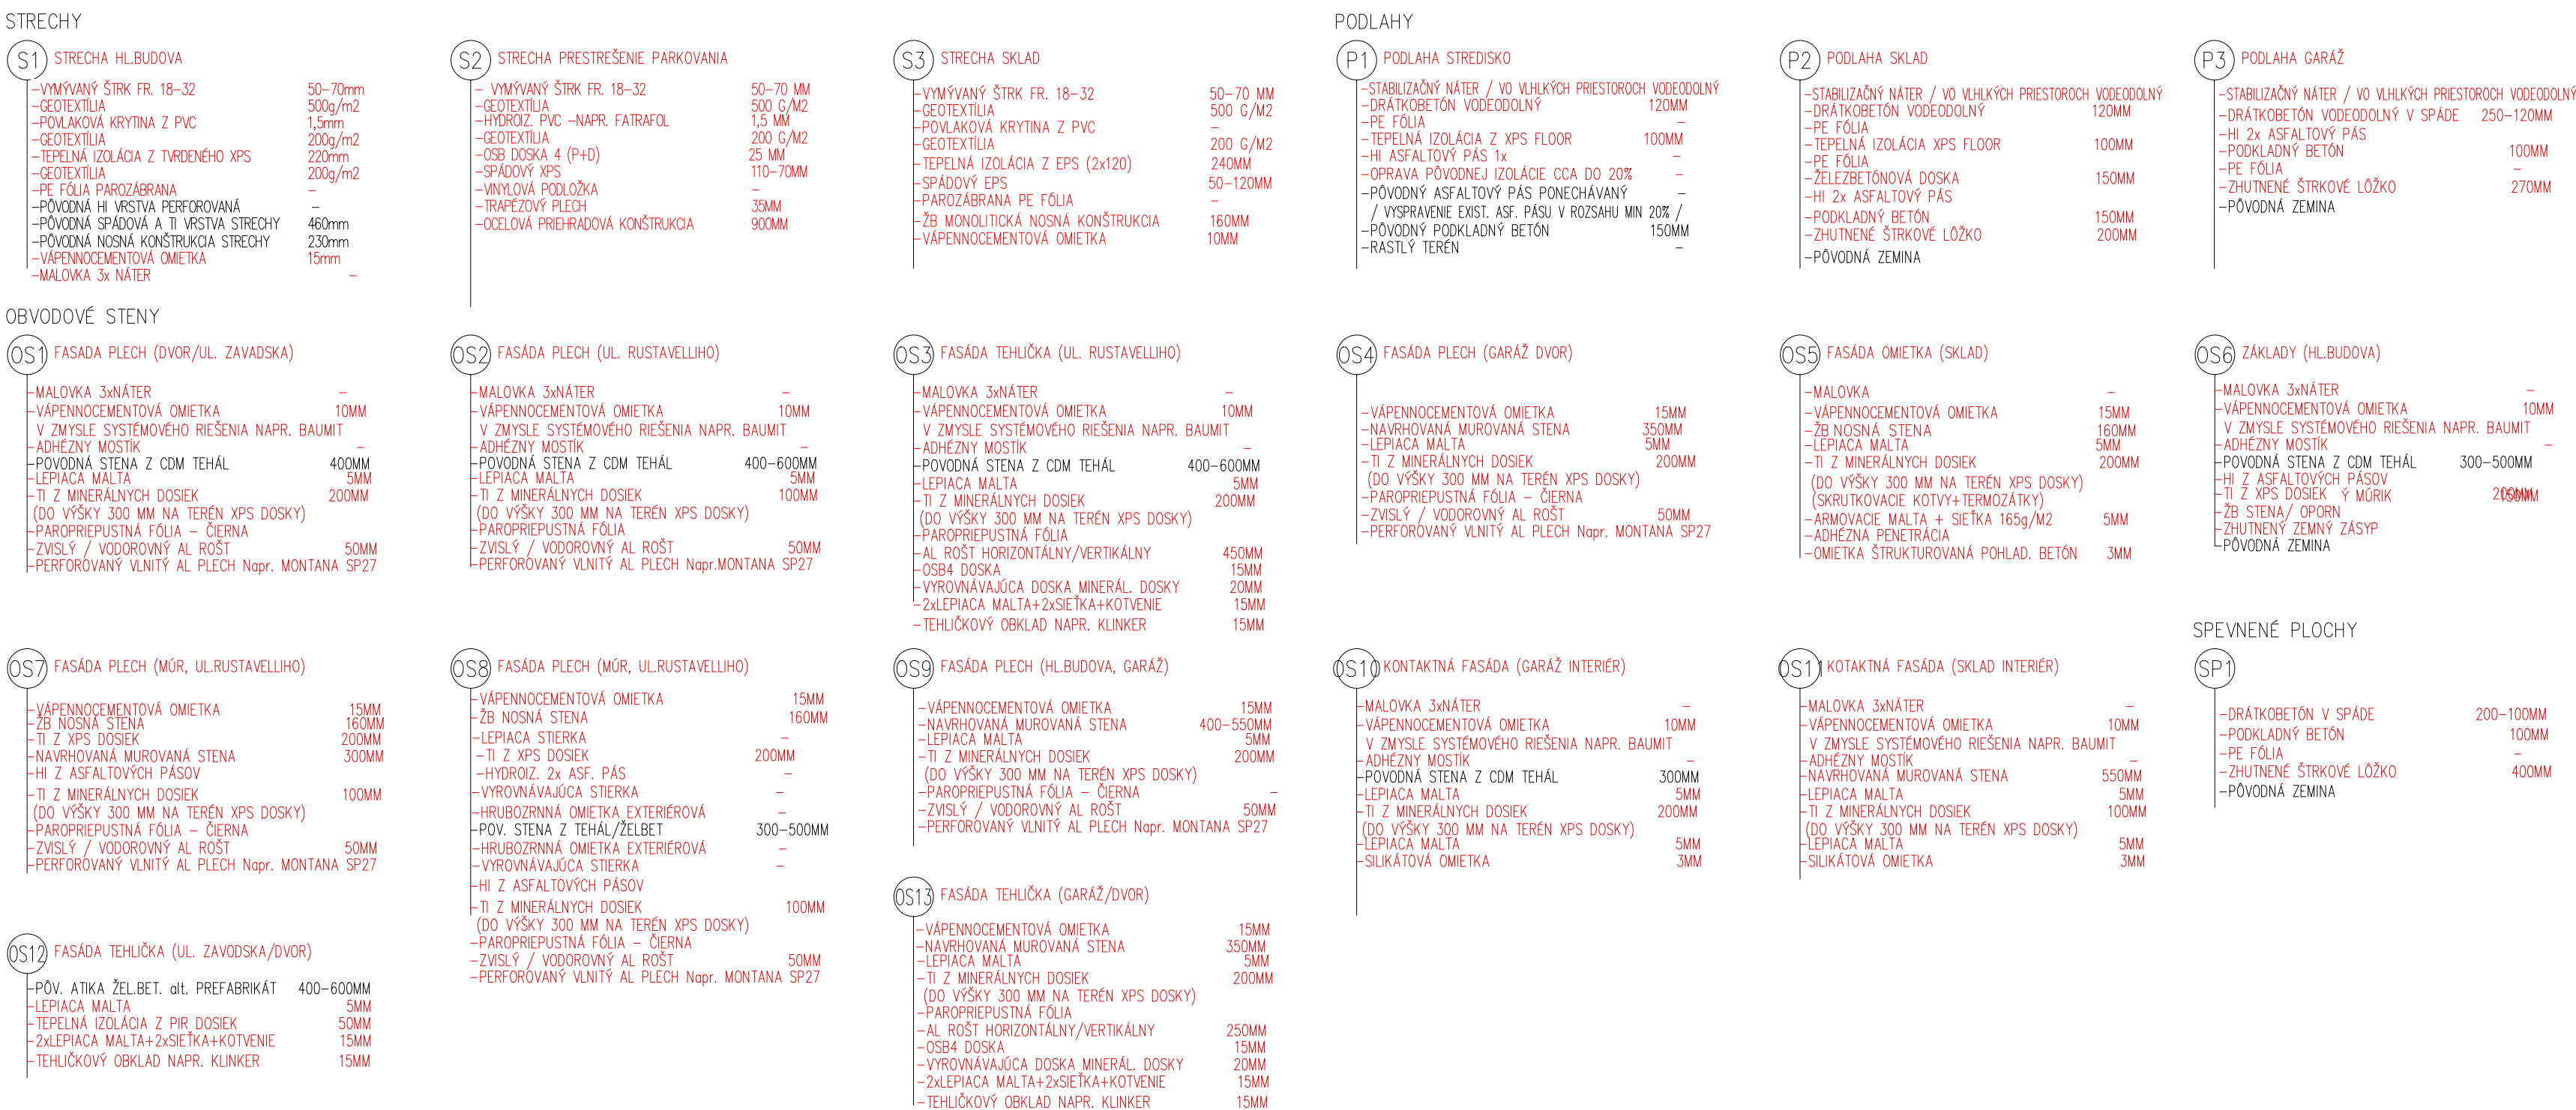 STRECHY
S1 STRECHA HL.BUDOVA
-VYMÝVANÝ ŠTRK FR. 18-32 50-70mm
-GEOTEXTÍLIA 500g/m2
-POVLAKOVÁ KRYTINA Z PVC 1,5mm
-GEOTEXTÍLIA 200g/m2
-TEPELNÁ IZOLÁCIA Z TVRDENÉHO XPS 220mm
-GEOTEXTÍLIA 200g/m2
-PE FÓLIA PAROZÁBRANA -
-PÔVODNÁ HI VRSTVA PERFOROVANÁ -
-PÔVODNÁ SPÁDOVÁ A TI VRSTVA STRECHY 460mm
-PÔVODNÁ NOSNÁ KONŠTRUKCIA STRECHY 230mm
-VÁPENNOCEMENTOVÁ OMIETKA 15mm
-MALOVKA 3x NÁTER -
S2 STRECHA PRESTREŠENIE PARKOVANIA
- VYMÝVANÝ ŠTRK FR. 18-32 50-70 MM
-GEOTEXTÍLIA 500 G/M2
-HYDROIZ. PVC -NAPR. FATRAFOL 1,5 MM
-GEOTEXTÍLIA 200 G/M2
-OSB DOSKA 4 (P+D) 25 MM
-SPÁDOVÝ XPS 110-70MM
-VINYLOVÁ PODLOŽKA -
-TRAPÉZOVÝ PLECH 35MM
-OCELOVÁ PRIEHRADOVÁ KONŠTRUKCIA 900MM
S3 STRECHA SKLAD
-VYMÝVANÝ ŠTRK FR. 18-32 50-70 MM
-GEOTEXTÍLIA 500 G/M2
-POVLAKOVÁ KRYTINA Z PVC -
-GEOTEXTÍLIA 200 G/M2
-TEPELNÁ IZOLÁCIA Z EPS (2x120) 240MM
-SPÁDOVÝ EPS 50-120MM
-PAROZÁBRANA PE FÓLIA -
-ŽB MONOLITICKÁ NOSNÁ KONŠTRUKCIA 160MM
-VÁPENNOCEMENTOVÁ OMIETKA 10MM
PODLAHY
P1 PODLAHA STREDISKO
-STABILIZAČNÝ NÁTER / VO VLHLKÝCH PRIESTOROCH VODEODOLNÝ
-DRÁTKOBETÓN VODEODOLNÝ 120MM
-PE FÓLIA -
-TEPELNÁ IZOLÁCIA Z XPS FLOOR 100MM
-HI ASFALTOVÝ PÁS 1x -
-OPRAVA PÔVODNEJ IZOLÁCIE CCA DO 20% -
-PÔVODNÝ ASFALTOVÝ PÁS PONECHÁVANÝ -
/ VYSPRAVENIE EXIST. ASF. PÁSU V ROZSAHU MIN 20% /
-PÔVODNÝ PODKLADNÝ BETÓN 150MM
-RASTLÝ TERÉN -
P2 PODLAHA SKLAD
-STABILIZAČNÝ NÁTER / VO VLHLKÝCH PRIESTOROCH VODEODOLNÝ
-DRÁTKOBETÓN VODEODOLNÝ 120MM
-PE FÓLIA
-TEPELNÁ IZOLÁCIA XPS FLOOR 100MM
-PE FÓLIA
-ŽELEZBETÓNOVÁ DOSKA 150MM
-HI 2x ASFALTOVÝ PÁS
-PODKLADNÝ BETÓN 150MM
-ZHUTNENÉ ŠTRKOVÉ LÔŽKO 200MM
-PÔVODNÁ ZEMINA
P3 PODLAHA GARÁŽ
-STABILIZAČNÝ NÁTER / VO VLHLKÝCH PRIESTOROCH VODEODOLNÝ
-DRÁTKOBETÓN VODEODOLNÝ V SPÁDE 250-120MM
-HI 2x ASFALTOVÝ PÁS
-PODKLADNÝ BETÓN 100MM
-PE FÓLIA -
-ZHUTNENÉ ŠTRKOVÉ LÔŽKO 270MM
-PÔVODNÁ ZEMINA
OBVODOVÉ STENY
OS1 FASADA PLECH (DVOR/UL. ZAVADSKA)
-MALOVKA 3xNÁTER -
-VÁPENNOCEMENTOVÁ OMIETKA 10MM
V ZMYSLE SYSTÉMOVÉHO RIEŠENIA NAPR. BAUMIT
-ADHÉZNY MOSTÍK -
-POVODNÁ STENA Z CDM TEHÁL 400MM
-LEPIACA MALTA 5MM
-TI Z MINERÁLNYCH DOSIEK 200MM
(DO VÝŠKY 300 MM NA TERÉN XPS DOSKY)
-PAROPRIEPUSTNÁ FÓLIA - ČIERNA
-ZVISLÝ / VODOROVNÝ AL ROŠT 50MM
-PERFOROVANÝ VLNITÝ AL PLECH Napr. MONTANA SP27
OS2 FASÁDA PLECH (UL. RUSTAVELLIHO)
-MALOVKA 3xNÁTER -
-VÁPENNOCEMENTOVÁ OMIETKA 10MM
V ZMYSLE SYSTÉMOVÉHO RIEŠENIA NAPR. BAUMIT
-ADHÉZNY MOSTÍK -
-POVODNÁ STENA Z CDM TEHÁL 400-600MM
-LEPIACA MALTA 5MM
-TI Z MINERÁLNYCH DOSIEK 100MM
(DO VÝŠKY 300 MM NA TERÉN XPS DOSKY)
-PAROPRIEPUSTNÁ FÓLIA
-ZVISLÝ / VODOROVNÝ AL ROŠT 50MM
-PERFOROVANÝ VLNITÝ AL PLECH Napr.MONTANA SP27
OS3 FASÁDA TEHLIČKA (UL. RUSTAVELLIHO)
-MALOVKA 3xNÁTER -
-VÁPENNOCEMENTOVÁ OMIETKA 10MM
V ZMYSLE SYSTÉMOVÉHO RIEŠENIA NAPR. BAUMIT
-ADHÉZNY MOSTÍK -
-POVODNÁ STENA Z CDM TEHÁL 400-600MM
-LEPIACA MALTA 5MM
-TI Z MINERÁLNYCH DOSIEK 200MM
(DO VÝŠKY 300 MM NA TERÉN XPS DOSKY)
-PAROPRIEPUSTNÁ FÓLIA
-AL ROŠT HORIZONTÁLNY/VERTIKÁLNY 450MM
-OSB4 DOSKA 15MM
-VYROVNÁVAJÚCA DOSKA MINERÁL. DOSKY 20MM
-2xLEPIACA MALTA+2xSIEŤKA+KOTVENIE 15MM
-TEHLIČKOVÝ OBKLAD NAPR. KLINKER 15MM
OS4 FASÁDA PLECH (GARÁŽ DVOR)
-VÁPENNOCEMENTOVÁ OMIETKA 15MM
-NAVRHOVANÁ MUROVANÁ STENA 350MM
-LEPIACA MALTA 5MM
-TI Z MINERÁLNYCH DOSIEK 200MM
(DO VÝŠKY 300 MM NA TERÉN XPS DOSKY)
-PAROPRIEPUSTNÁ FÓLIA - ČIERNA
-ZVISLÝ / VODOROVNÝ AL ROŠT 50MM
-PERFOROVANÝ VLNITÝ AL PLECH Napr. MONTANA SP27
OS5 FASÁDA OMIETKA (SKLAD)
-MALOVKA -
-VÁPENNOCEMENTOVÁ OMIETKA 15MM
-ŽB NOSNÁ STENA 160MM
-LEPIACA MALTA 5MM
-TI Z MINERÁLNYCH DOSIEK 200MM
(DO VÝŠKY 300 MM NA TERÉN XPS DOSKY)
(SKRUTKOVACIE KOTVY+TERMOZÁTKY)
-ARMOVACIE MALTA + SIEŤKA 165g/M2 5MM
-ADHÉZNA PENETRÁCIA
-OMIETKA ŠTRUKTUROVANÁ POHLAD. BETÓN 3MM
OS6 ZÁKLADY (HL.BUDOVA)
-MALOVKA 3xNÁTER -
-VÁPENNOCEMENTOVÁ OMIETKA 10MM
V ZMYSLE SYSTÉMOVÉHO RIEŠENIA NAPR. BAUMIT
-ADHÉZNY MOSTÍK -
-POVODNÁ STENA Z CDM TEHÁL 300-500MM
-HI Z ASFALTOVÝCH PÁSOV
-TI Z XPS DOSIEK Ý MÚRIK
-ŽB STENA/ OPORN
-ZHUTNENÝ ZEMNÝ ZÁSYP
-PÔVODNÁ ZEMINA
OS7 FASÁDA PLECH (MÚR, UL.RUSTAVELLIHO)
-VÁPENNOCEMENTOVÁ OMIETKA 15MM
-ŽB NOSNÁ STENA 160MM
-TI Z XPS DOSIEK 200MM
-NAVRHOVANÁ MUROVANÁ STENA 300MM
-HI Z ASFALTOVÝCH PÁSOV
-TI Z MINERÁLNYCH DOSIEK 100MM
(DO VÝŠKY 300 MM NA TERÉN XPS DOSKY)
-PAROPRIEPUSTNÁ FÓLIA - ČIERNA
-ZVISLÝ / VODOROVNÝ AL ROŠT 50MM
-PERFOROVANÝ VLNITÝ AL PLECH Napr. MONTANA SP27
OS8 FASÁDA PLECH (MÚR, UL.RUSTAVELLIHO)
-VÁPENNOCEMENTOVÁ OMIETKA 15MM
-ŽB NOSNÁ STENA 160MM
-LEPIACA STIERKA -
-TI Z XPS DOSIEK 200MM
-HYDROIZ. 2x ASF. PÁS -
-VYROVNÁVAJÚCA STIERKA -
-HRUBOZRNNÁ OMIETKA EXTERIÉROVÁ -
-POV. STENA Z TEHÁL/ŽELBET 300-500MM
-HRUBOZRNNÁ OMIETKA EXTERIÉROVÁ -
-VYROVNÁVAJÚCA STIERKA -
-HI Z ASFALTOVÝCH PÁSOV
-TI Z MINERÁLNYCH DOSIEK 100MM
(DO VÝŠKY 300 MM NA TERÉN XPS DOSKY)
-PAROPRIEPUSTNÁ FÓLIA - ČIERNA
-ZVISLÝ / VODOROVNÝ AL ROŠT 50MM
-PERFOROVANÝ VLNITÝ AL PLECH Napr. MONTANA SP27
OS9 FASÁDA PLECH (HL.BUDOVA, GARÁŽ)
-VÁPENNOCEMENTOVÁ OMIETKA 15MM
-NAVRHOVANÁ MUROVANÁ STENA 400-550MM
-LEPIACA MALTA 5MM
-TI Z MINERÁLNYCH DOSIEK 200MM
(DO VÝŠKY 300 MM NA TERÉN XPS DOSKY)
-PAROPRIEPUSTNÁ FÓLIA - ČIERNA -
-ZVISLÝ / VODOROVNÝ AL ROŠT 50MM
-PERFOROVANÝ VLNITÝ AL PLECH Napr. MONTANA SP27
OS10 KONTAKTNÁ FASÁDA (GARÁŽ INTERIÉR)
-MALOVKA 3xNÁTER -
-VÁPENNOCEMENTOVÁ OMIETKA 10MM
V ZMYSLE SYSTÉMOVÉHO RIEŠENIA NAPR. BAUMIT
-ADHÉZNY MOSTÍK -
-POVODNÁ STENA Z CDM TEHÁL 300MM
-LEPIACA MALTA 5MM
-TI Z MINERÁLNYCH DOSIEK 200MM
(DO VÝŠKY 300 MM NA TERÉN XPS DOSKY)
-LEPIACA MALTA 5MM
-SILIKÁTOVÁ OMIETKA 3MM
OS11 KOTAKTNÁ FASÁDA (SKLAD INTERIÉR)
-MALOVKA 3xNÁTER -
-VÁPENNOCEMENTOVÁ OMIETKA 10MM
V ZMYSLE SYSTÉMOVÉHO RIEŠENIA NAPR. BAUMIT
-ADHÉZNY MOSTÍK -
-NAVRHOVANÁ MUROVANÁ STENA 550MM
-LEPIACA MALTA 5MM
-TI Z MINERÁLNYCH DOSIEK 100MM
(DO VÝŠKY 300 MM NA TERÉN XPS DOSKY)
-LEPIACA MALTA 5MM
-SILIKÁTOVÁ OMIETKA 3MM
SPEVNENÉ PLOCHY
SP1
-DRÁTKOBETÓN V SPÁDE 200-100MM
-PODKLADNÝ BETÓN 100MM
-PE FÓLIA -
-ZHUTNENÉ ŠTRKOVÉ LÔŽKO 400MM
-PÔVODNÁ ZEMINA
OS12 FASÁDA TEHLIČKA (UL. ZAVODSKA/DVOR)
-PÔV. ATIKA ŽEL.BET. alt. PREFABRIKÁT 400-600MM
-LEPIACA MALTA 5MM
-TEPELNÁ IZOLÁCIA Z PIR DOSIEK 50MM
-2xLEPIACA MALTA+2xSIEŤKA+KOTVENIE 15MM
-TEHLIČKOVÝ OBKLAD NAPR. KLINKER 15MM
OS13 FASÁDA TEHLIČKA (GARÁŽ/DVOR)
-VÁPENNOCEMENTOVÁ OMIETKA 15MM
-NAVRHOVANÁ MUROVANÁ STENA 350MM
-LEPIACA MALTA 5MM
-TI Z MINERÁLNYCH DOSIEK 200MM
(DO VÝŠKY 300 MM NA TERÉN XPS DOSKY)
-PAROPRIEPUSTNÁ FÓLIA
-AL ROŠT HORIZONTÁLNY/VERTIKÁLNY 250MM
-OSB4 DOSKA 15MM
-VYROVNÁVAJÚCA DOSKA MINERÁL. DOSKY 20MM
-2xLEPIACA MALTA+2xSIEŤKA+KOTVENIE 15MM
-TEHLIČKOVÝ OBKLAD NAPR. KLINKER 15MM